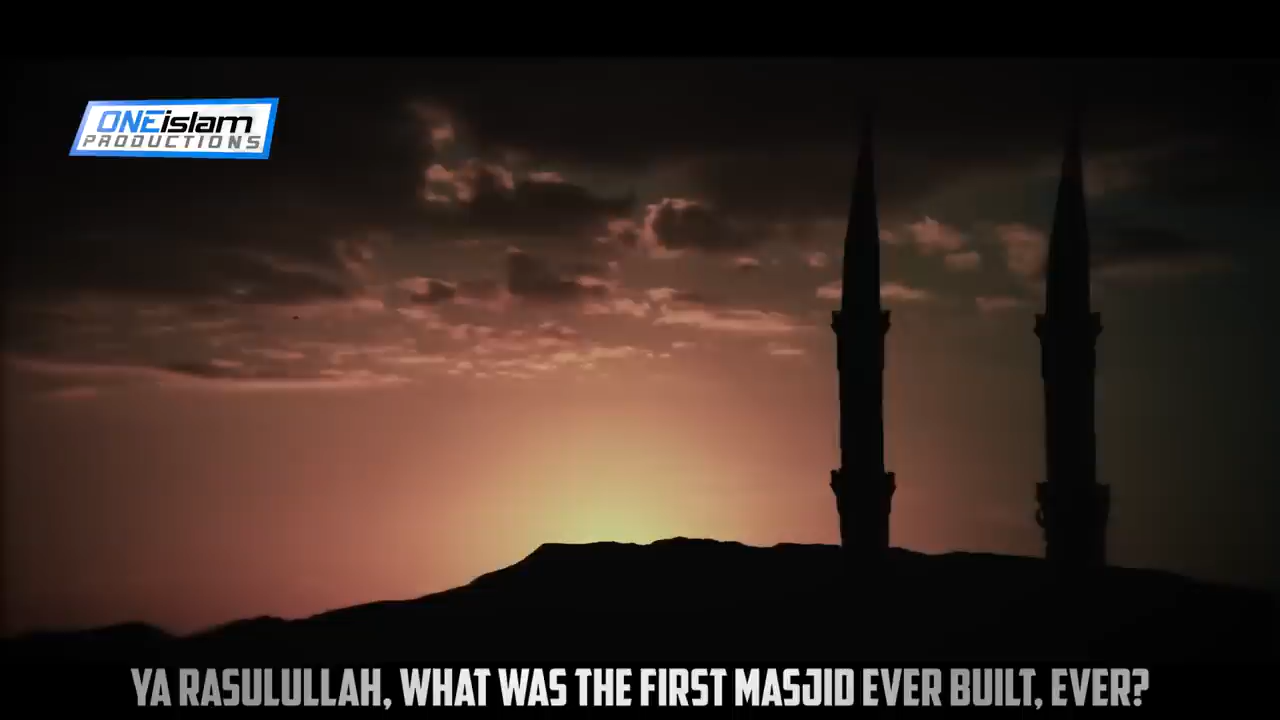 ONEislam
PRODUCTIONS
YA RASULULLAH, WHAT WAS THE FIRST MASJID EVER BUILT, EVER?